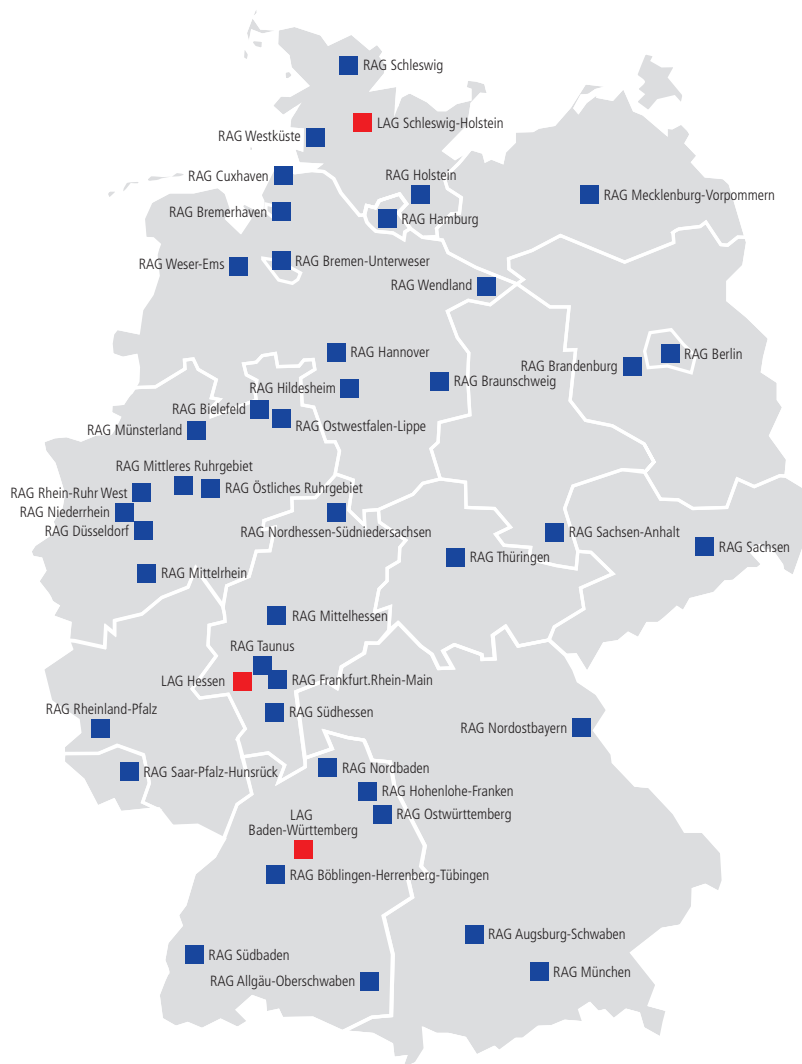 RAG Schleswig
LAG Schleswig-Holstein
RAG Westküste
RAG Cuxhaven
RAG Holstein
RAG Mecklenburg-Vorpommern
RAG Bremerhaven
RAG Hamburg
RAG Weser-Ems
RAG Bremen-Unterweser
RAG Wendland
RAG Hannover
RAG Berlin
RAG Brandenburg
RAG Braunschweig
RAG Hildesheim
RAG Bielefeld
RAG Ostwestfalen-Lippe
RAG Münsterland
RAG Mittleres Ruhrgebiet
RAG Östliches Ruhrgebiet
RAG Rhein-Ruhr West
RAG Niederrhein
RAG Düsseldorf
RAG Nordhessen-Südniedersachsen
RAG Sachsen-Anhalt
RAG Sachsen
RAG Thüringen
RAG Mittelrhein
RAG Mittelhessen
RAG Taunus
LAG Hessen
RAG Frankfurt.Rhein-Main
RAG Rheinland-Pfalz
RAG Südhessen
RAG Nordostbayern
RAG Saar-Pfalz-Hunsrück
RAG Nordbaden
RAG Hohenlohe-Franken
RAG Ostwürttemberg
LAG
Baden-Württemberg
RAG Böblingen-Herrenberg-Tübingen
RAG Augsburg-Schwaben
RAG Südbaden
RAG München
RAG Allgäu-Oberschwaben